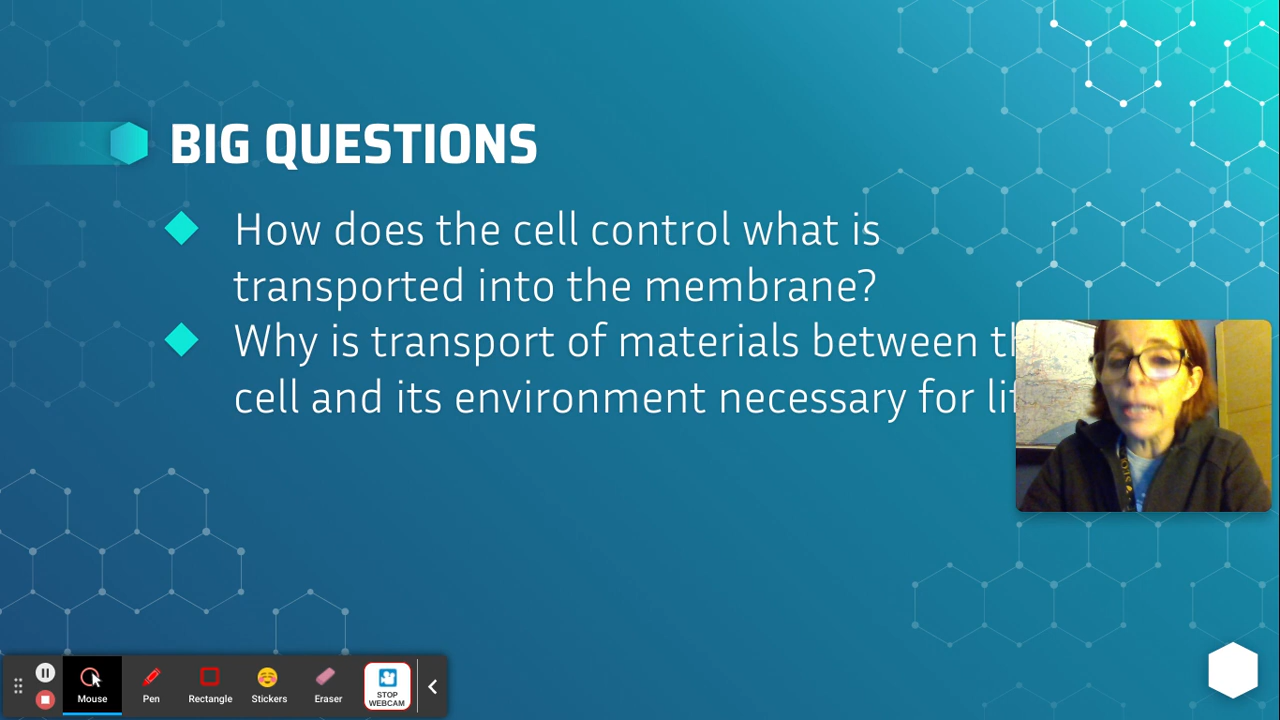 BIG QUESTIONS
How does the cell control what is
transported into the membrane?
Why is transport of materials between
cell and its environment necessary for
Mouse
Pen
Rectangle
Stickers
Eraser
STOP
WEBCAM